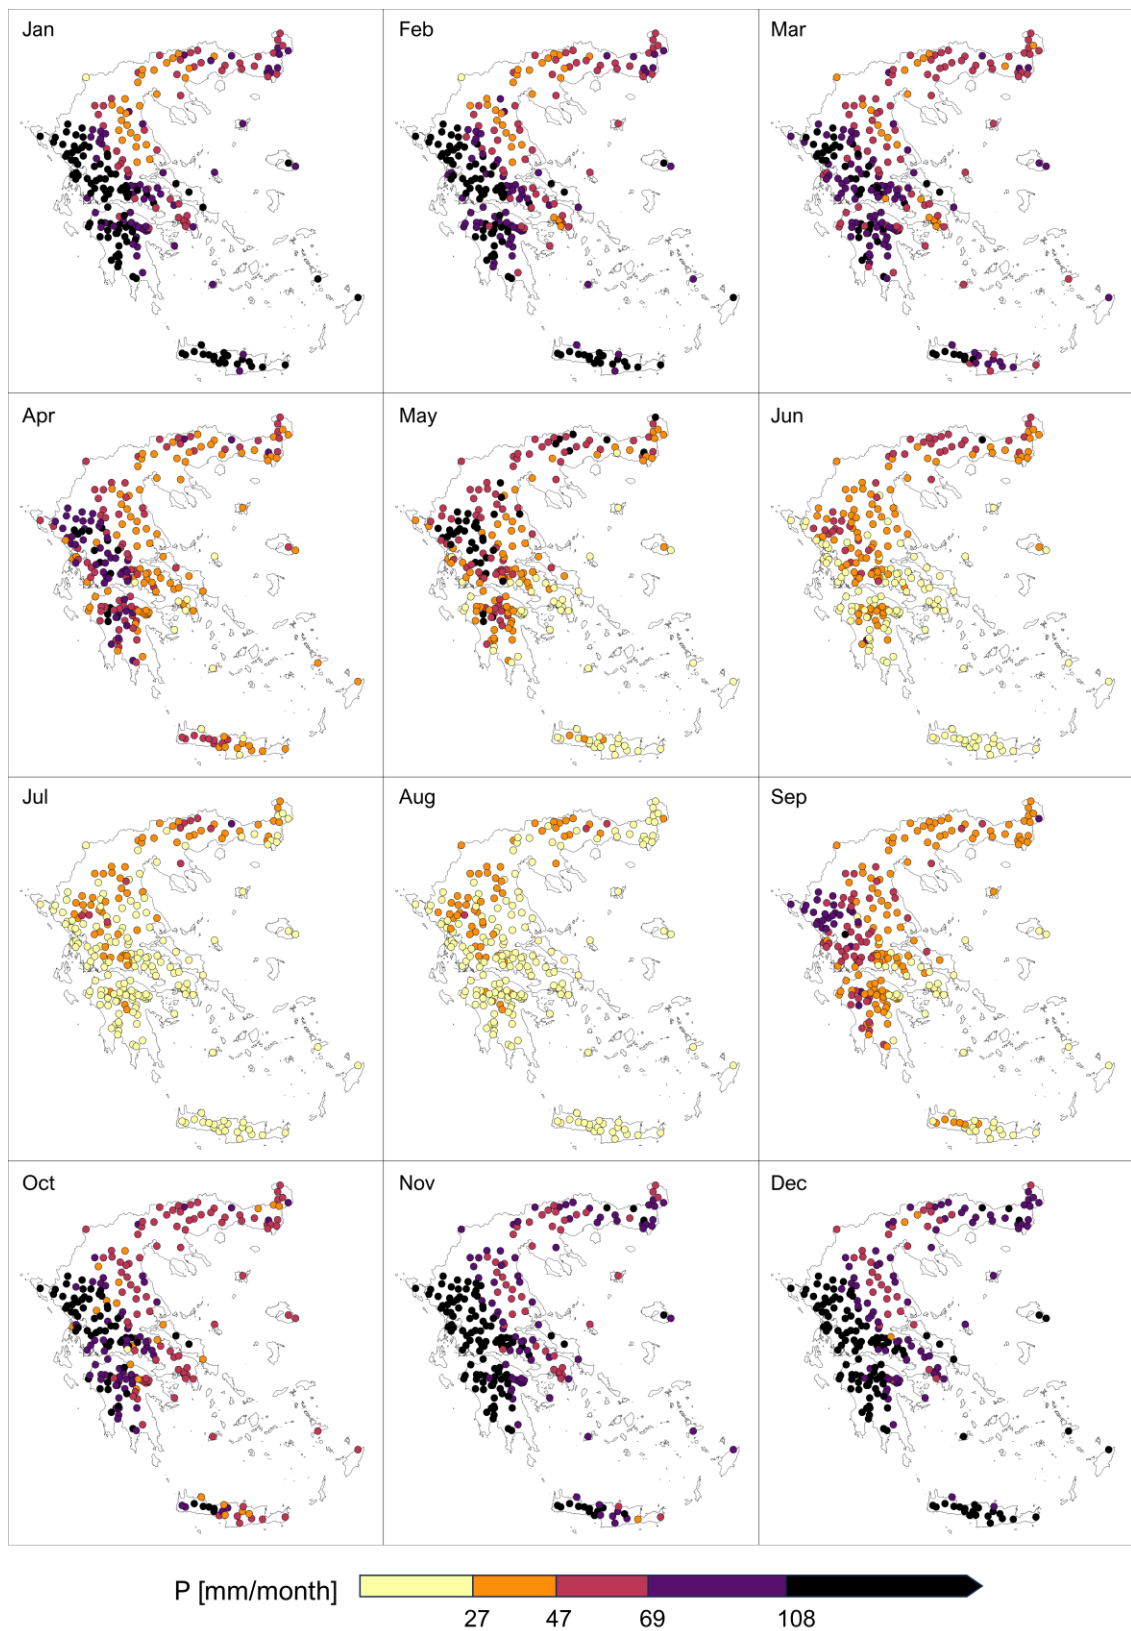 Jan
Feb
Mar
Apr
May
Jun
Jul
Aug
Sep
Oct
Nov
Dec
P [mm/month]
27 47 69 108